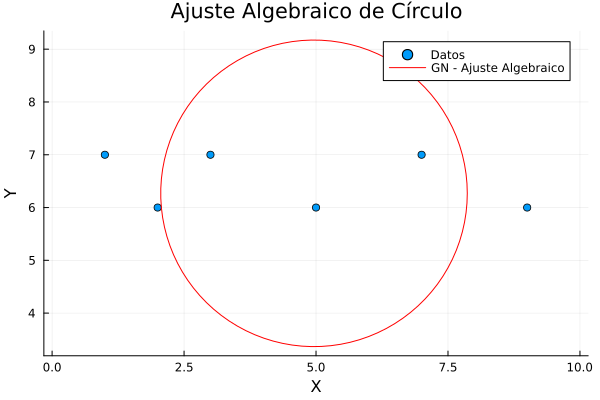 Ajuste Algebraico de Círculo
Datos
GN - Ajuste Algebraico
9
8
7
6
5
4
Y
0.0 2.5 5.0 7.5 10.0
X